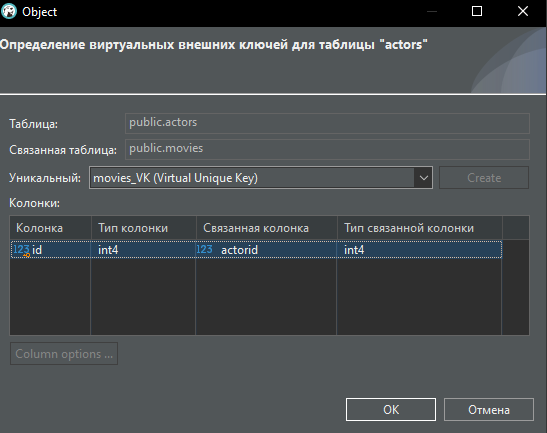 Object
Определение виртуальных внешних ключей для таблицы "actors"
Таблица: public.actors
Связанная таблица: public.movies
Уникальный: movies_VK (Virtual Unique Key) Create
Колонки:
Колонка Тип колонки Связанная колонка Тип связанной колонки
123 id int4 123 actorid int4
Column options ...
OK Отмена